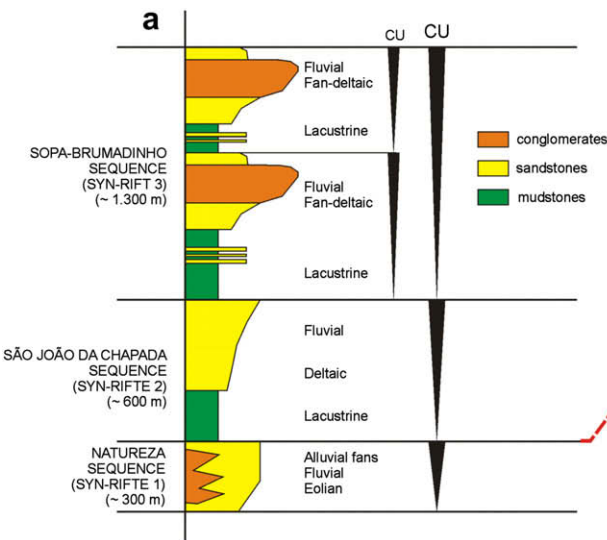 a
CU
CU
Fluvial
Fan-deltaic
Lacustrine
SOPA-BRUMADINHO
SEQUENCE
(SYN-RIFT 3)
(~ 1.300 m)
Fluvial
Fan-deltaic
Lacustrine
conglomerates
sandstones
mudstones
SÃO JOÃO DA CHAPADA
SEQUENCE
(SYN-RIFTE 2)
(~ 600 m)
Fluvial
Deltaic
Lacustrine
NATUREZA
SEQUENCE
(SYN-RIFTE 1)
(~ 300 m)
Alluvial fans
Fluvial
Eolian